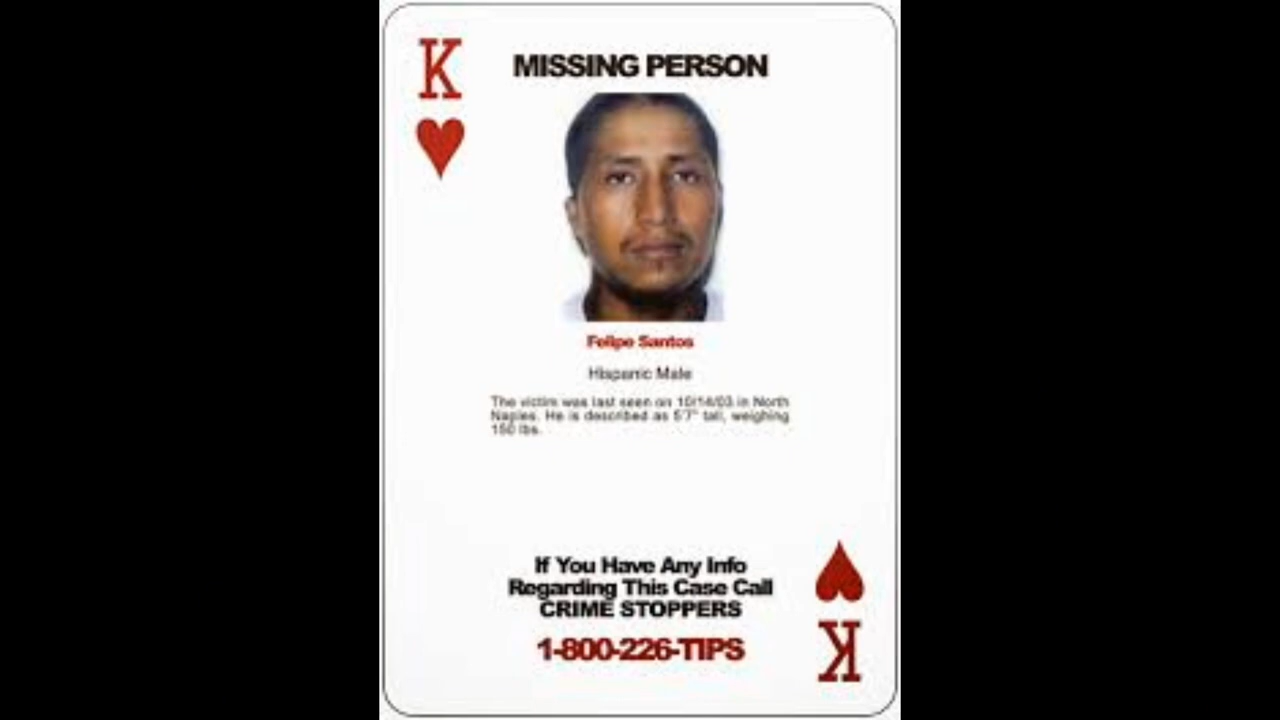 K
MISSING PERSON
Felipe Santos
Hispanic Male
The victim was last seen on 10/14/03 in North
Naples. He is described as 5'7" tall, weighing
150 lbs.
If You Have Any Info
Regarding This Case Call
CRIME STOPPERS
1-800-226-TIPS
K